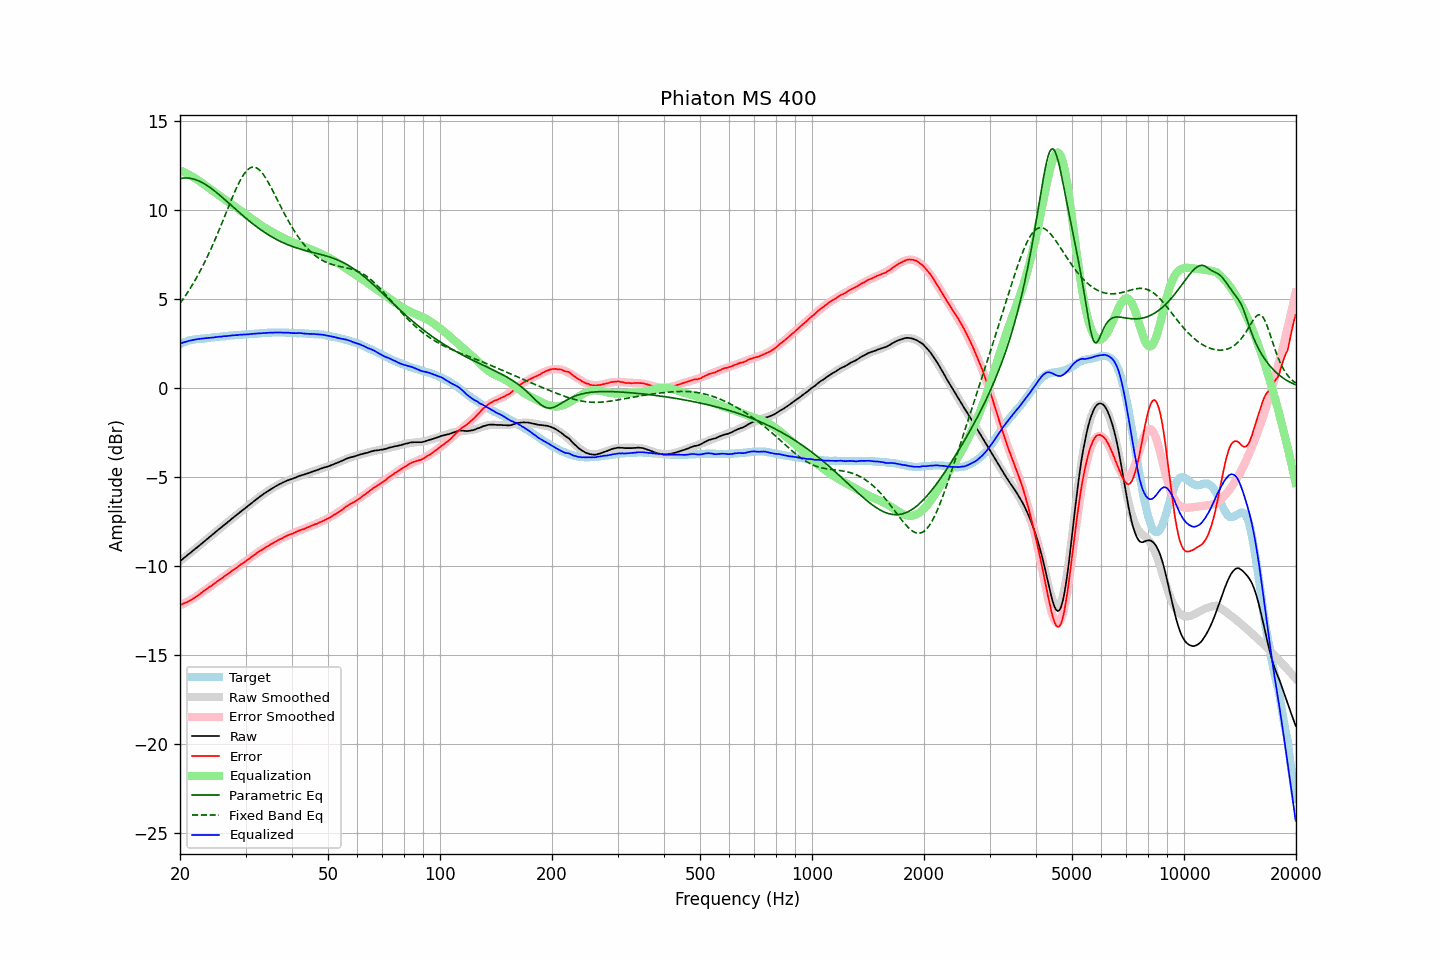 Phiaton MS 400
15
10
5
0
−5
−10
−15
−20
−25
Amplitude (dBr)
Target
Raw Smoothed
Error Smoothed
Raw
Error
Equalization
Parametric Eq
Fixed Band Eq
Equalized
20 50 100 200 500 1000 2000 5000 10000 20000
Frequency (Hz)